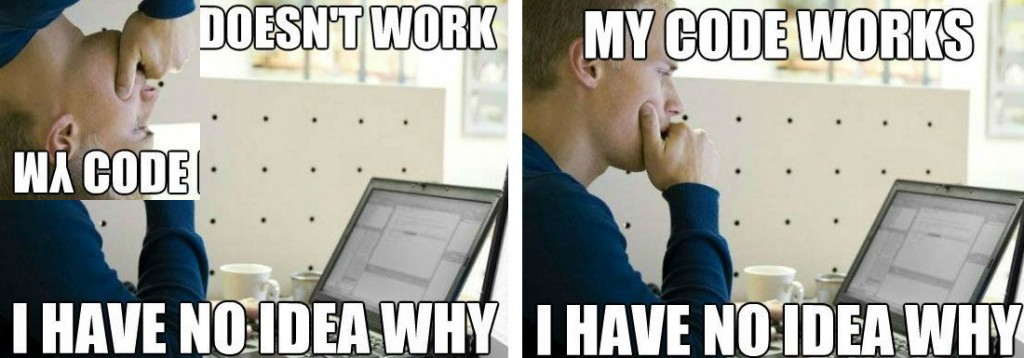 DOESN'T WORK
MY CODE
I HAVE NO IDEA WHY
MY CODE WORKS
I HAVE NO IDEA WHY